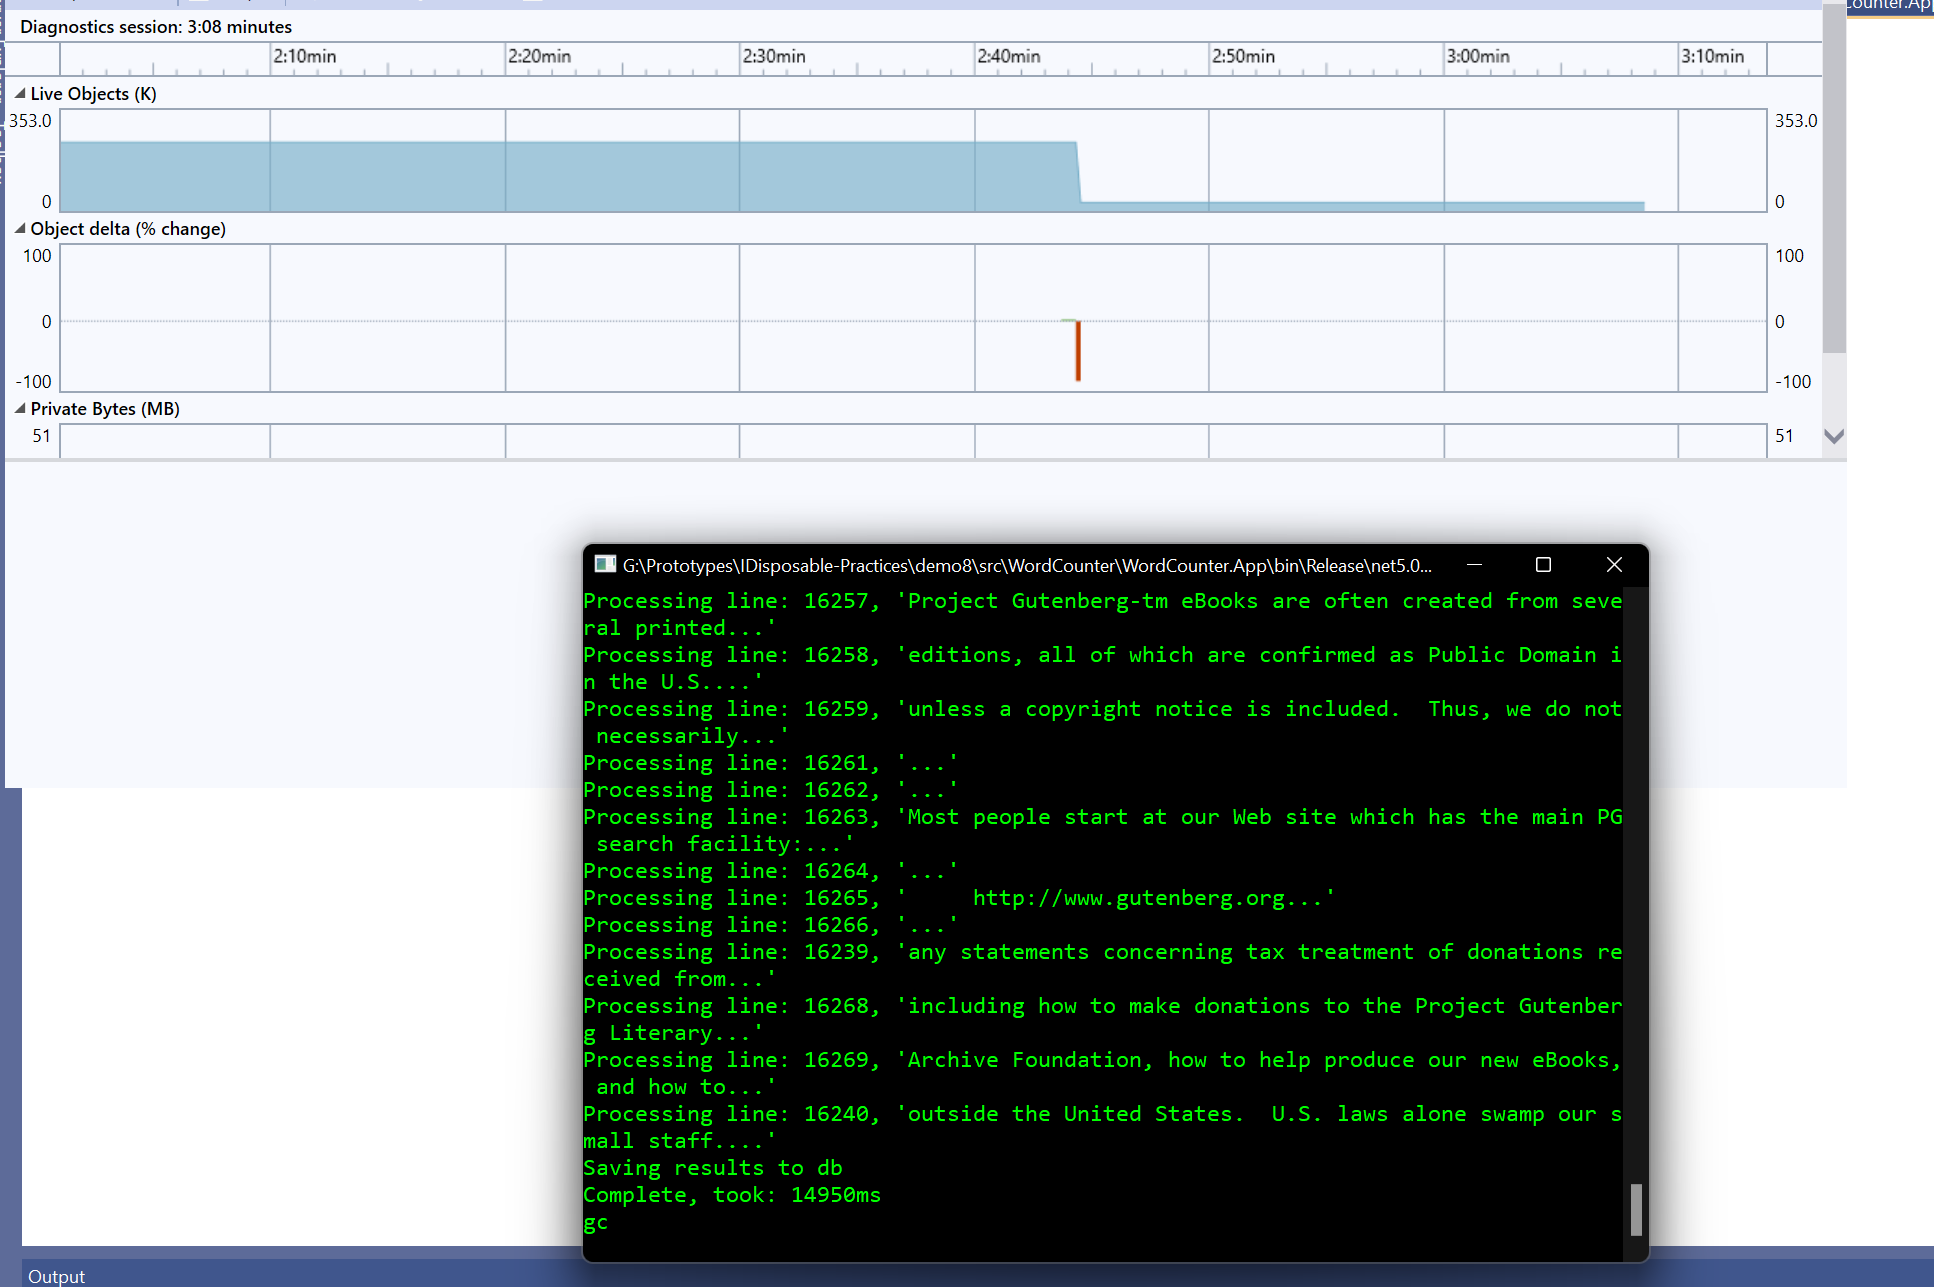 Counter.App
Diagnostics session: 3:08 minutes
2:10min 2:20min 2:30min 2:40min 2:50min 3:00min 3:10min
Live Objects (K)
353.0 353.0
0 0
Object delta (% change)
100 100
0 0
-100 -100
Private Bytes (MB)
51 51
G:\Prototypes\IDisposable-Practices\demo8\src\WordCounter\WordCounter.App\bin\Release\net5.0...
Processing line: 16257, 'Project Gutenberg-tm eBooks are often created from seve
ral printed...'
Processing line: 16258, 'editions, all of which are confirmed as Public Domain i
n the U.S....'
Processing line: 16259, 'unless a copyright notice is included.  Thus, we do not
 necessarily...'
Processing line: 16261, '...'
Processing line: 16262, '...'
Processing line: 16263, 'Most people start at our Web site which has the main PG
 search facility:...'
Processing line: 16264, '...'
Processing line: 16265, '     http://www.gutenberg.org...'
Processing line: 16266, '...'
Processing line: 16239, 'any statements concerning tax treatment of donations re
ceived from...'
Processing line: 16268, 'including how to make donations to the Project Gutenber
g Literary...'
Processing line: 16269, 'Archive Foundation, how to help produce our new eBooks,
 and how to...'
Processing line: 16240, 'outside the United States.  U.S. laws alone swamp our s
mall staff....'
Saving results to db
Complete, took: 14950ms
gc
Output